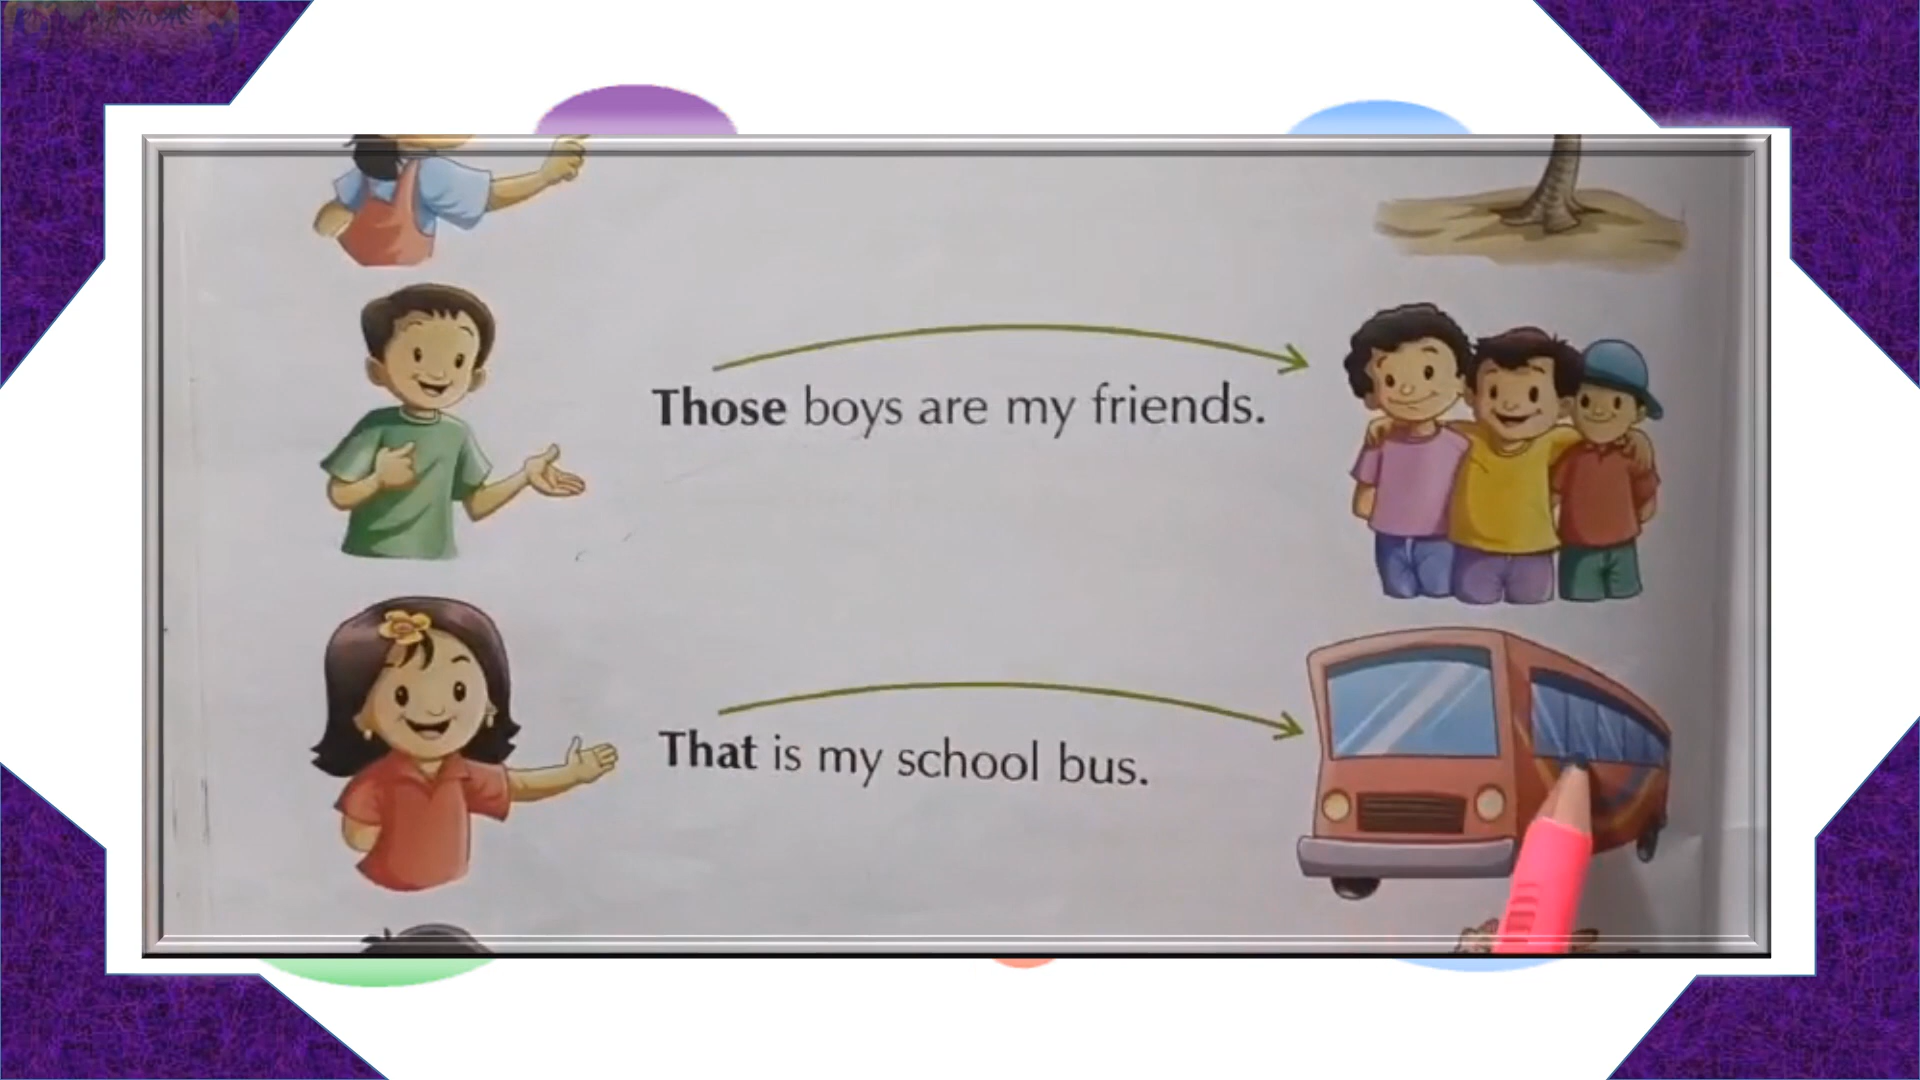 Those boys are my friends.
That is my school bus.